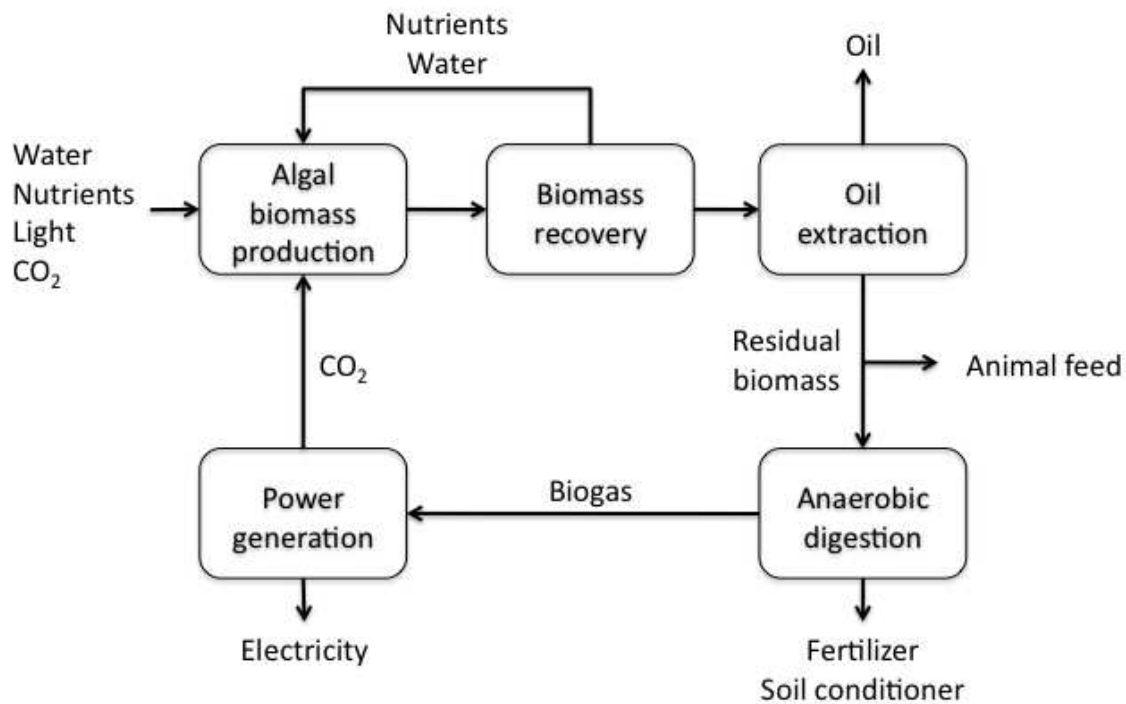 Nutrients
Water
Oil
Water
Nutrients
Light
CO₂
Algal
biomass
production
Biomass
recovery
Oil
extraction
CO₂
Residual
biomass
Animal feed
Power
generation
Biogas
Anaerobic
digestion
Electricity
Fertilizer
Soil conditioner